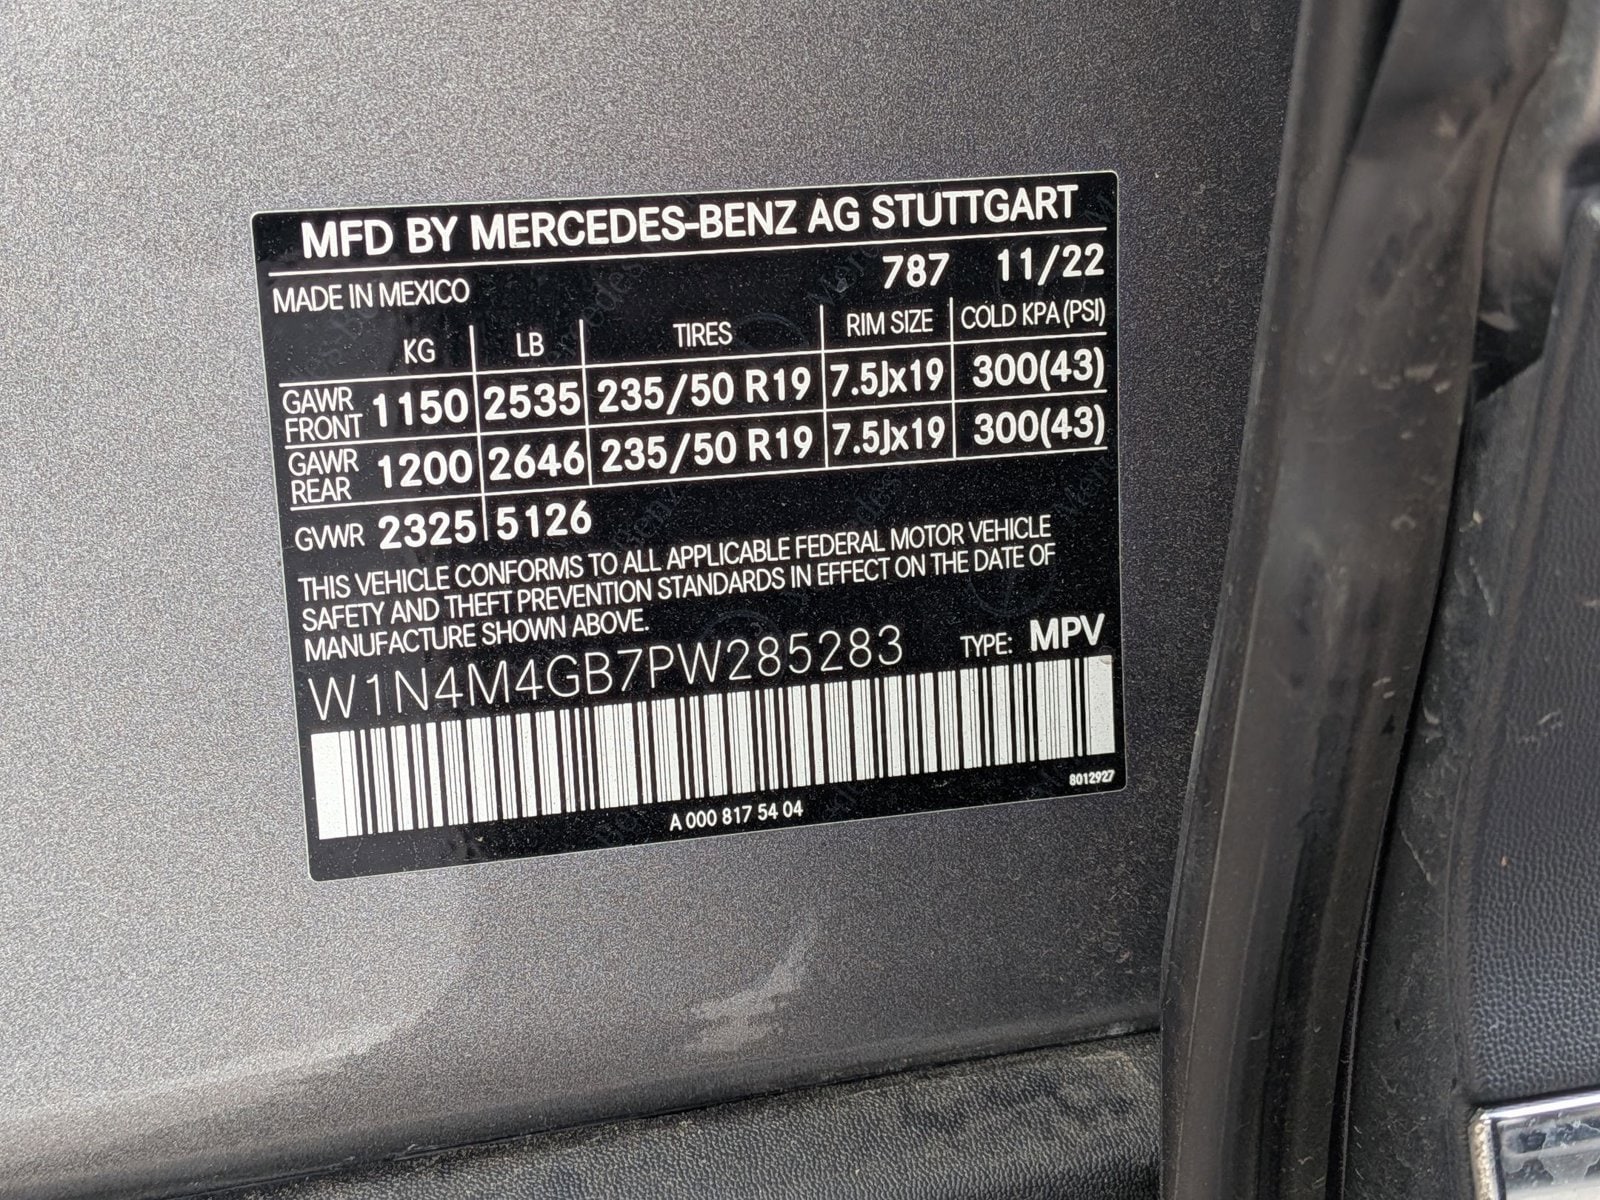 MFD BY MERCEDES-BENZ AG STUTTGART
MADE IN MEXICO 787 11/22
KG LB TIRES RIM SIZE COLD KPA (PSI)
GAWR FRONT 1150 2535 235/50 R19 7.5Jx19 300(43)
GAWR REAR 1200 2646 235/50 R19 7.5Jx19 300(43)
GVWR 2325 5126
THIS VEHICLE CONFORMS TO ALL APPLICABLE FEDERAL MOTOR VEHICLE
SAFETY AND THEFT PREVENTION STANDARDS IN EFFECT ON THE DATE OF
MANUFACTURE SHOWN ABOVE.
W1N4M4GB7PW285283 TYPE: MPV
8012927
A 000 817 54 04